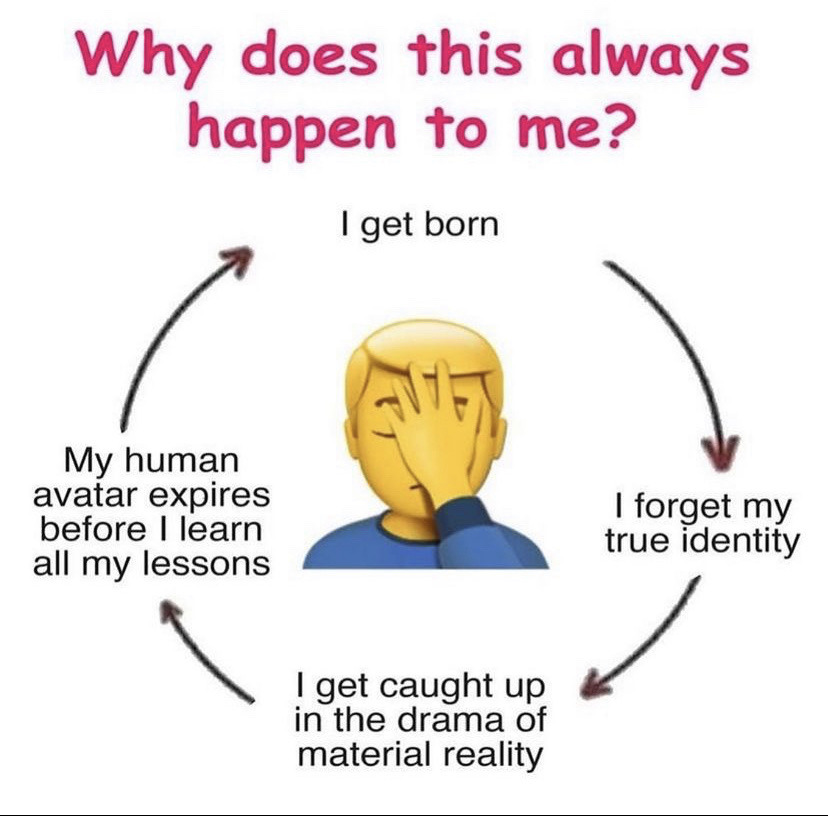 Why does this always
happen to me?
I get born
I forget my
true identity
I get caught up
in the drama of
material reality
My human
avatar expires
before I learn
all my lessons